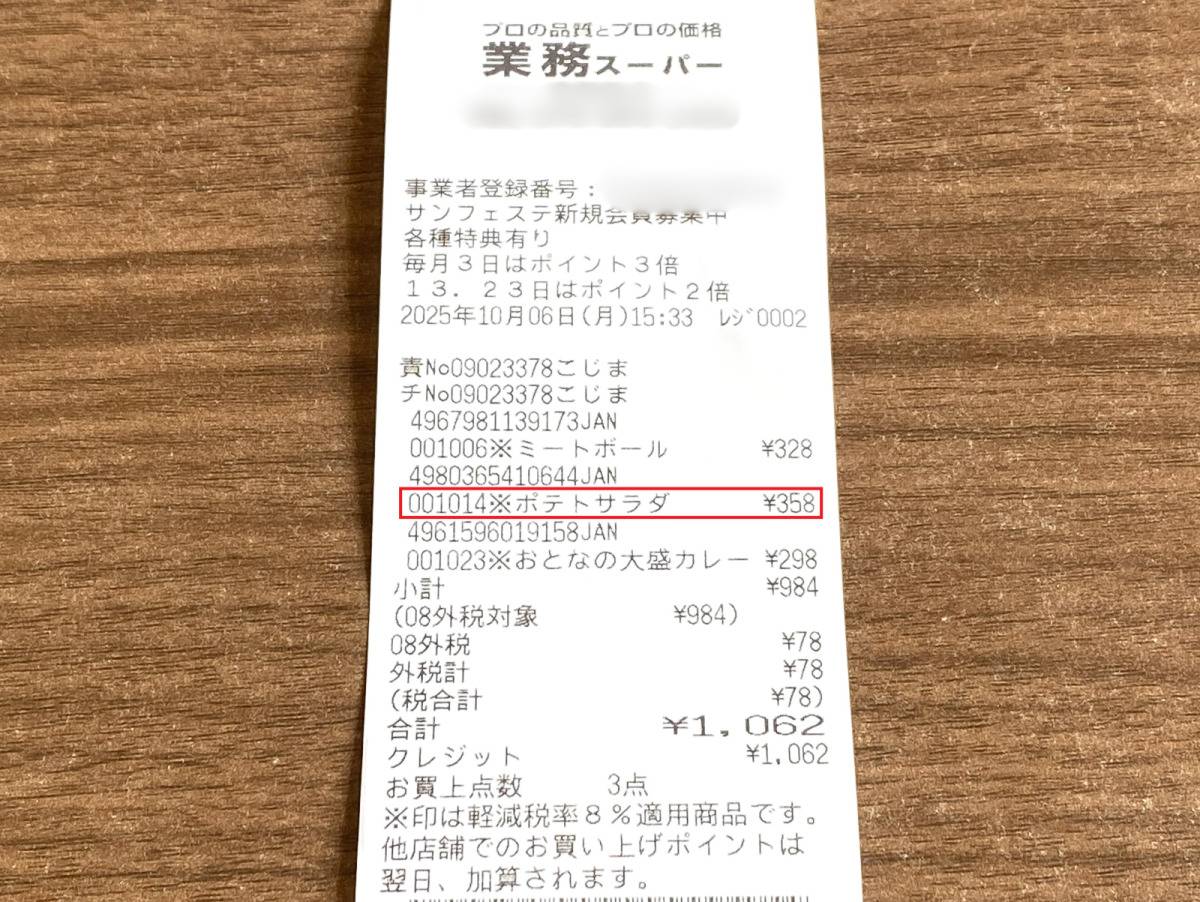 プロの品質とプロの価格
業務スーパー
事業者登録番号：
サンフェステ新規会員募集中
各種特典有り
毎月３日はポイント３倍
１３．２３日はポイント２倍
2025年10月06日(月)15:33 ﾚｼﾞ0002
責No09023378こじま
チNo09023378こじま
4967981139173JAN
001006※ミートボール ¥328
4980365410644JAN
001014※ポテトサラダ ¥358
4961596019158JAN
001023※おとなの大盛カレー ¥298
小計 ¥984
(08外税対象 ¥984)
08外税 ¥78
外税計 ¥78
(税合計 ¥78)
合計 ¥1,062
クレジット ¥1,062
お買上点数 3点
※印は軽減税率８％適用商品です。
他店舗でのお買い上げポイントは
翌日、加算されます。